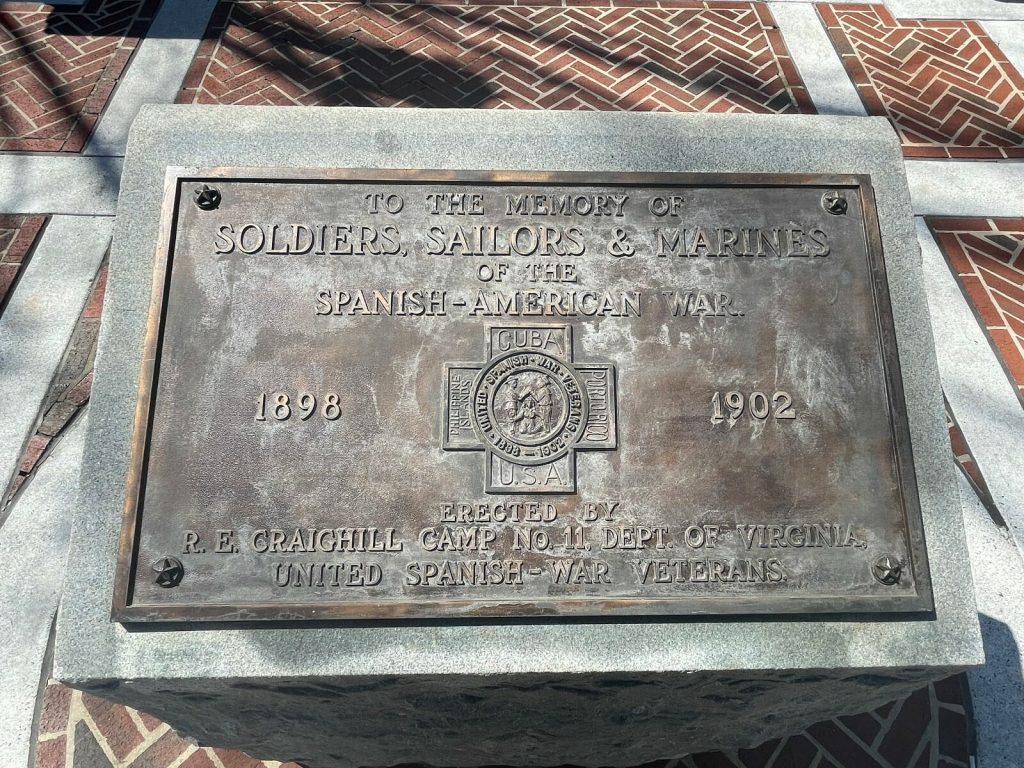 TO THE MEMORY OF
SOLDIERS, SAILORS & MARINES
OF THE
SPANISH-AMERICAN WAR.
1898
CUBA
PHILIPPINE
ISLANDS
UNITED · SPANISH · WAR · VETERANS
1898 – 1902
PORTO RICO
U.S.A
1902
ERECTED BY
R. E. CRAIGHILL CAMP NO. 11, DEPT. OF VIRGINIA,
UNITED SPANISH-WAR VETERANS.